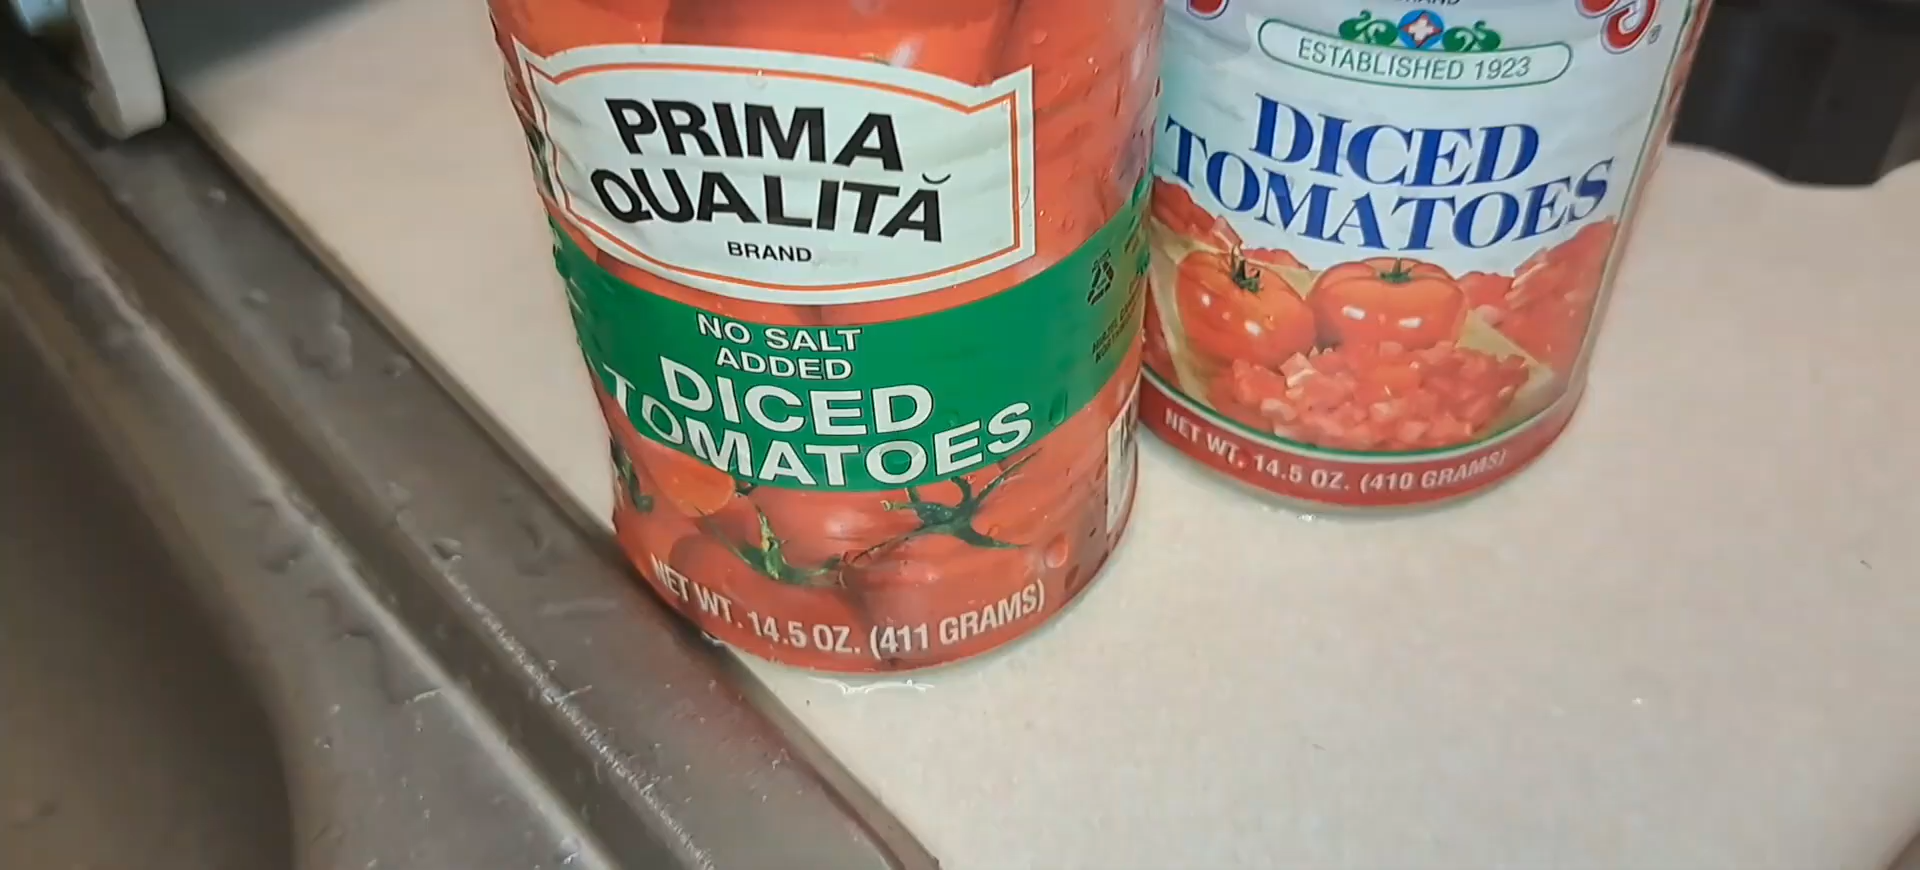 PRIMA
QUALITĂ
BRAND
NO SALT
ADDED
DICED
TOMATOES
NET WT. 14.5 OZ. (411 GRAMS)
ESTABLISHED 1923
DICED
TOMATOES
NET WT. 14.5 OZ. (410 GRAMS)